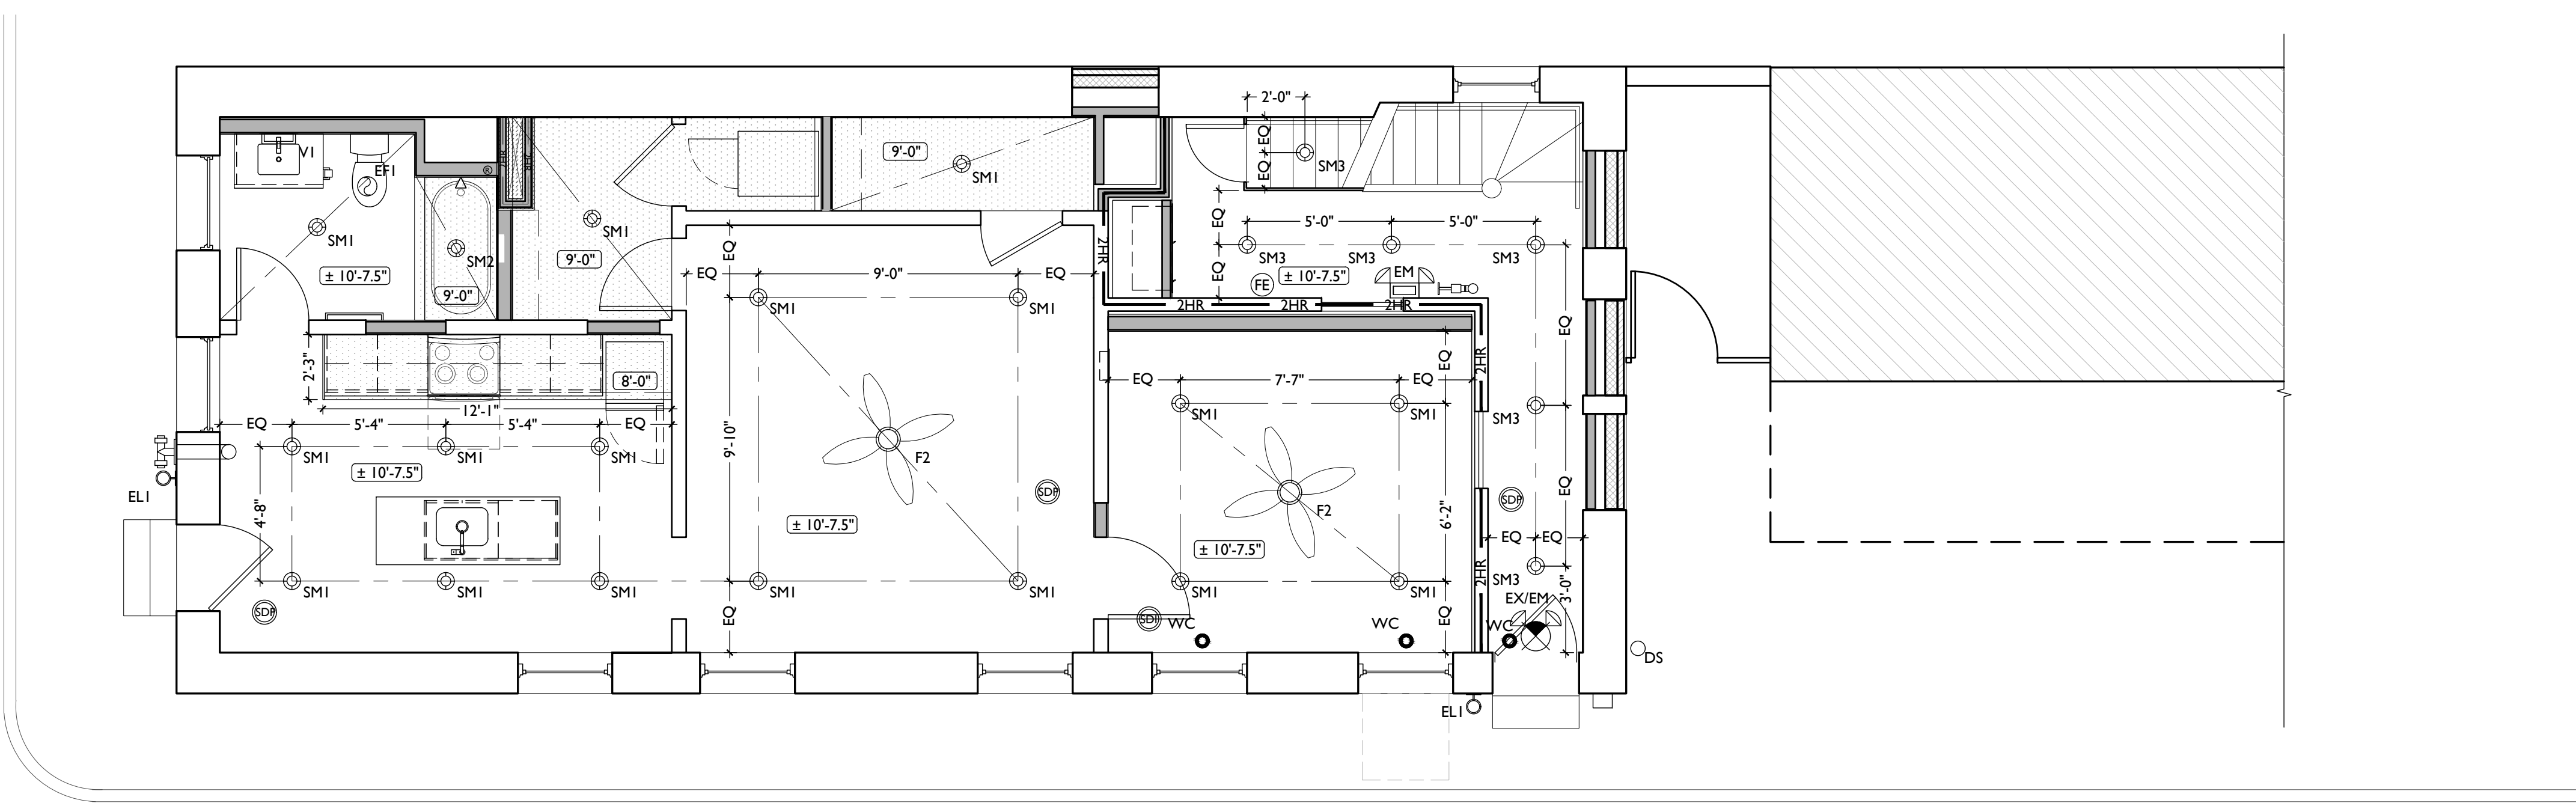 2'-0"
EQ
EQ
SM3
V1
EF1
®
2HR
2HR
9'-0"
SM1
SM1
SM1
SM2
± 10'-7.5"
9'-0"
9'-0"
EQ
EQ
9'-0"
EQ
SM1
SM1
2HR
EQ
EQ
5'-0"
5'-0"
SM3
SM3
SM3
FE
± 10'-7.5"
EM
2HR
2HR
2HR
EQ
2'-3"
8'-0"
12'-1"
EQ
5'-4"
5'-4"
EQ
SM1
SM1
SM1
± 10'-7.5"
EL1
4'-8"
SM1
SM1
SM1
SDP
9'-10"
F2
SDP
± 10'-7.5"
SM1
SM1
EQ
EQ
7'-7"
EQ
EQ
2HR
SM1
SM1
SM3
F2
6'-2"
SDP
EQ
± 10'-7.5"
EQ
EQ
SM1
SM1
2HR
SM3
3'-0"
EX/EM
SDP
WC
WC
WC
EQ
DS
EL1